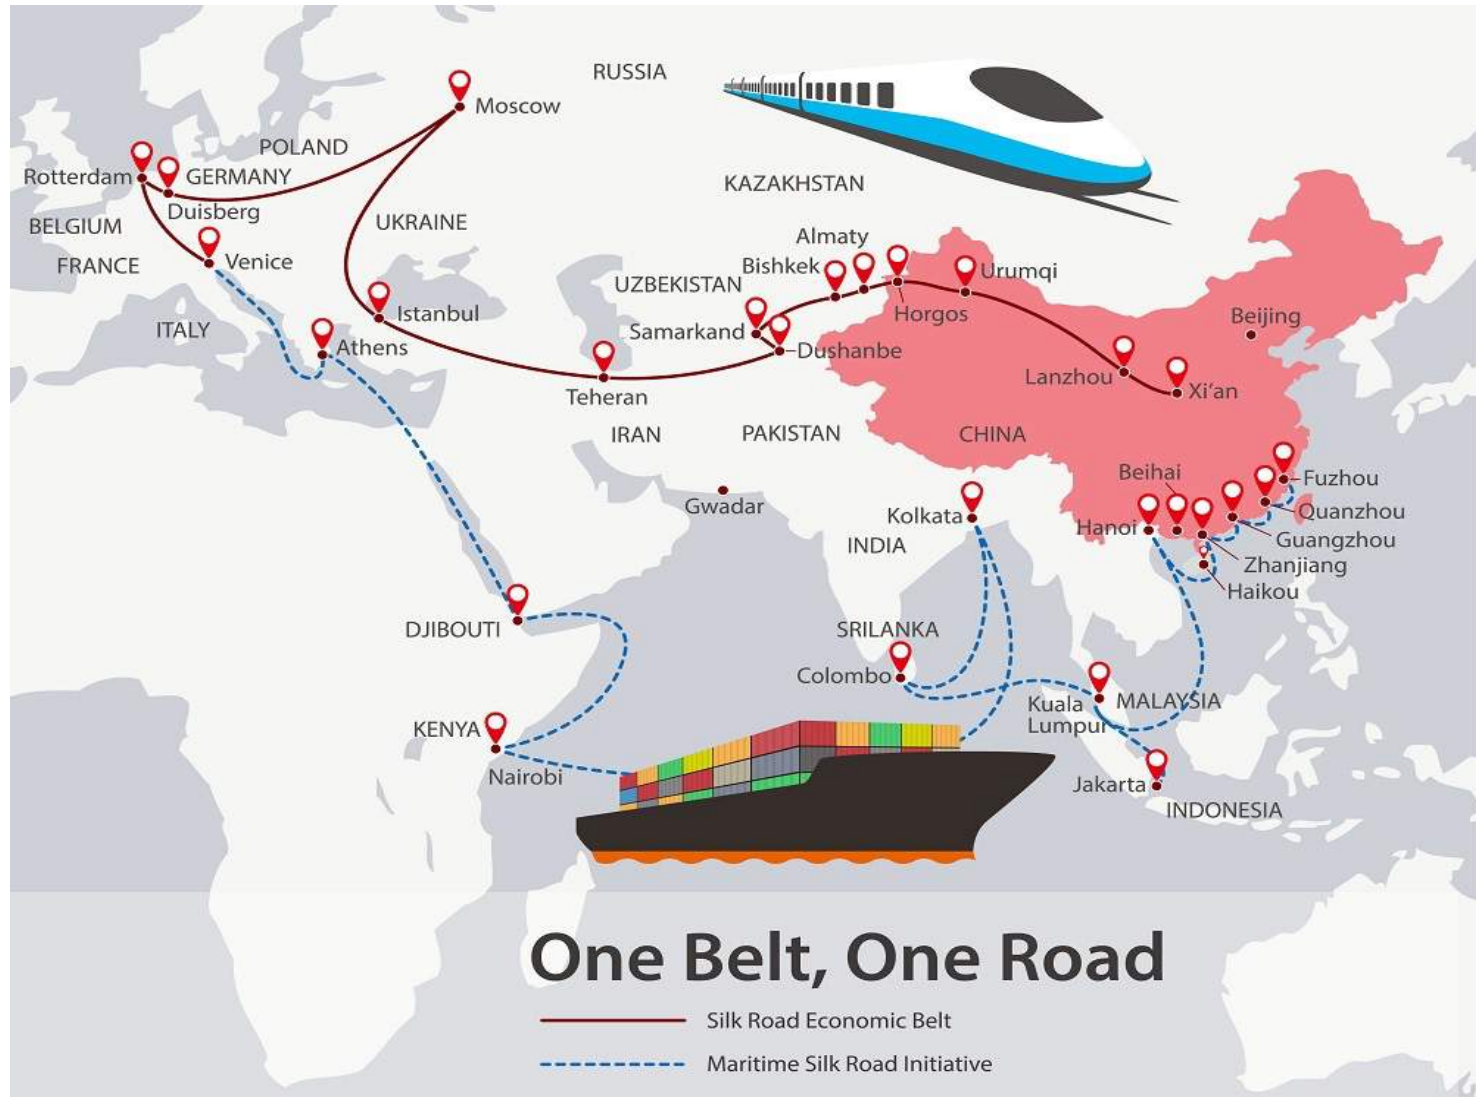 RUSSIA
Moscow
POLAND
Rotterdam
GERMANY
KAZAKHSTAN
Duisberg
BELGIUM
UKRAINE
Almaty
FRANCE
Venice
Bishkek
Urumqi
UZBEKISTAN
Istanbul
Horgos
Beijing
ITALY
Samarkand
Athens
Dushanbe
Lanzhou
Teheran
Xi'an
IRAN
PAKISTAN
CHINA
Beihai
Fuzhou
Gwadar
Kolkata
Quanzhou
Hanoi
Guangzhou
INDIA
Zhanjiang
Haikou
DJIBOUTI
SRILANKA
Colombo
Kuala
Lumpur
MALAYSIA
KENYA
Nairobi
Jakarta
INDONESIA
One Belt, One Road
Silk Road Economic Belt
Maritime Silk Road Initiative